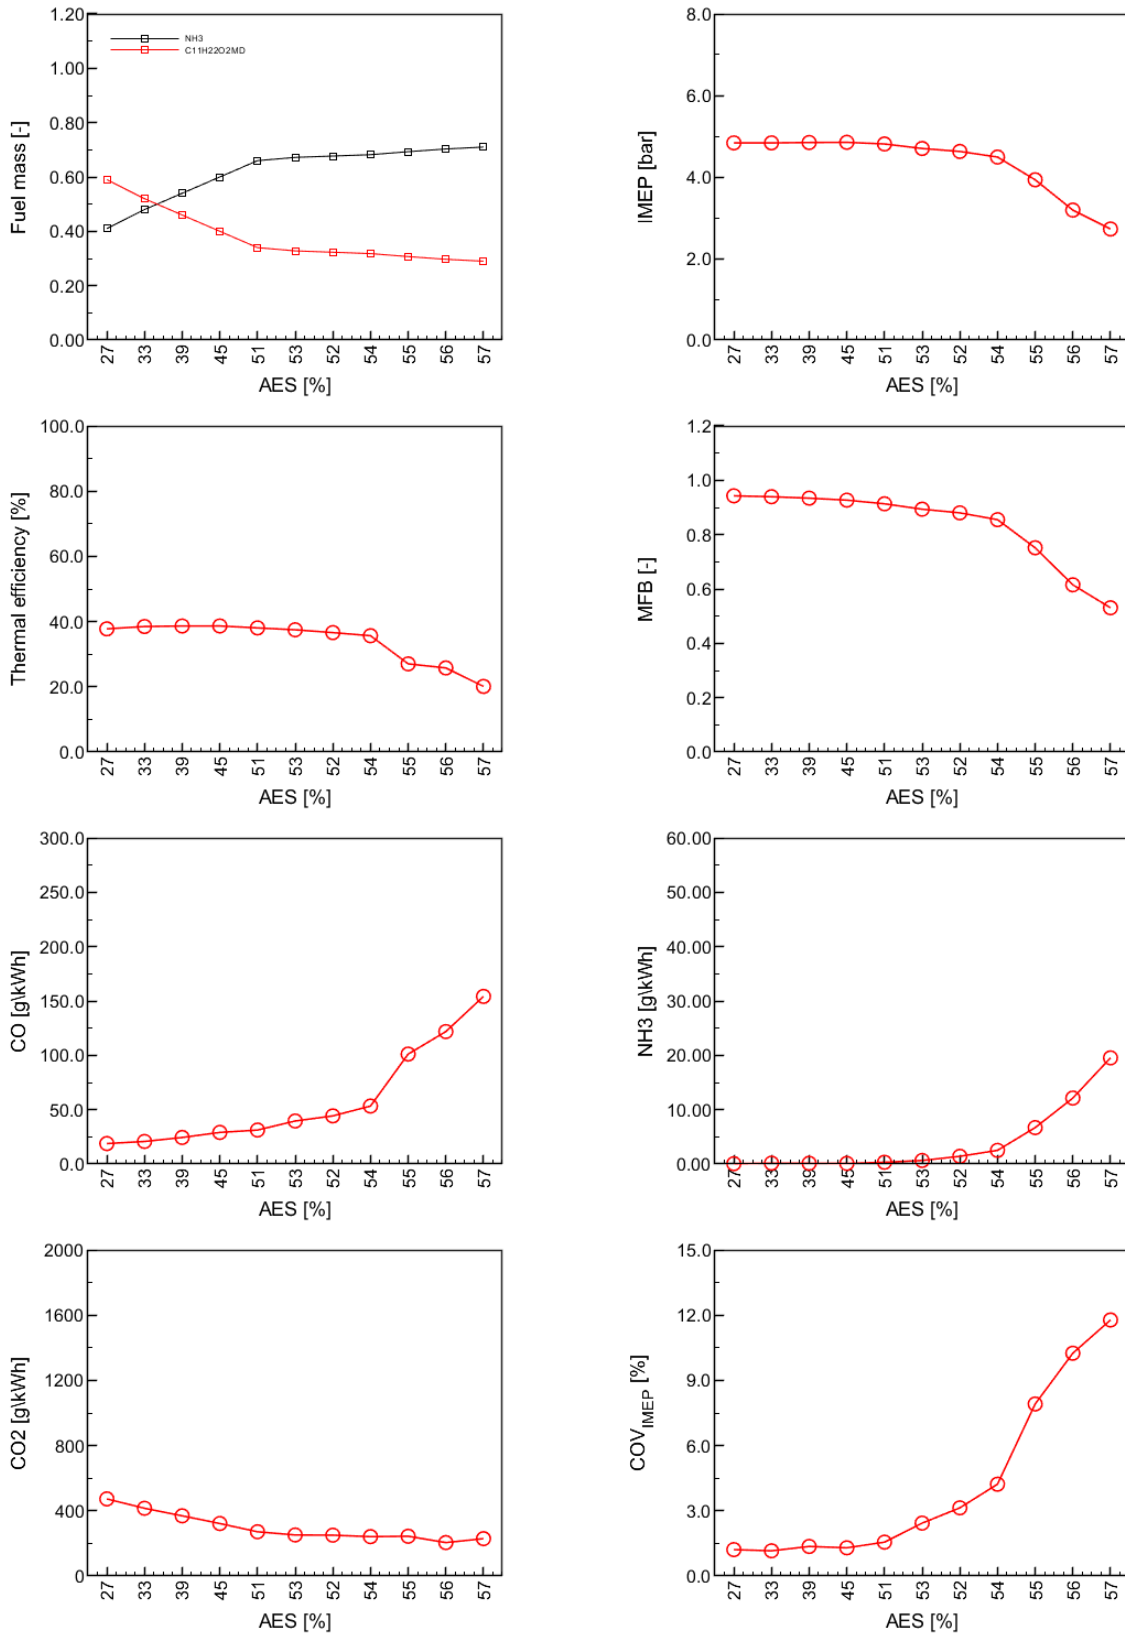 1.20
1.00
0.80
0.60
0.40
0.20
0.00
Fuel mass [-]
NH3
C11H22O2MD
27 33 39 45 51 53 52 54 55 56 57
AES [%]
8.0
6.0
4.0
2.0
0.0
IMEP [bar]
27 33 39 45 51 53 52 54 55 56 57
AES [%]
100.0
80.0
60.0
40.0
20.0
0.0
Thermal efficiency [%]
27 33 39 45 51 53 52 54 55 56 57
AES [%]
1.2
1.0
0.8
0.6
0.4
0.2
0.0
MFB [-]
27 33 39 45 51 53 52 54 55 56 57
AES [%]
300.0
250.0
200.0
150.0
100.0
50.0
0.0
CO [g\kWh]
27 33 39 45 51 53 52 54 55 56 57
AES [%]
60.00
50.00
40.00
30.00
20.00
10.00
0.00
NH3 [g\kWh]
27 33 39 45 51 53 52 54 55 56 57
AES [%]
2000
1600
1200
800
400
0
CO2 [g\kWh]
27 33 39 45 51 53 52 54 55 56 57
AES [%]
15.0
12.0
9.0
6.0
3.0
0.0
COV_IMEP [%]
27 33 39 45 51 53 52 54 55 56 57
AES [%]